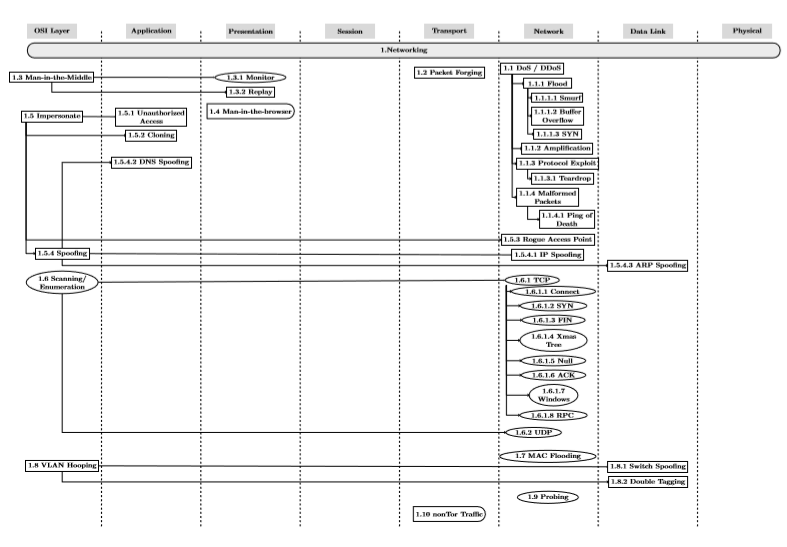 OSI Layer Application Presentation Session Transport Network Data Link Physical
1.Networking
1.1 DoS / DDoS
1.2 Packet Forging
1.3 Man-in-the-Middle 1.3.1 Monitor
1.1.1 Flood
1.3.2 Replay
1.1.1.1 Smurf
1.5 Impersonate
1.5.1 Unauthorized
Access
1.4 Man-in-the-browser
1.1.1.2 Buffer
Overflow
1.5.2 Cloning
1.1.1.3 SYN
1.1.2 Amplification
1.5.4.2 DNS Spoofing
1.1.3 Protocol Exploit
1.1.3.1 Teardrop
1.1.4 Malformed
Packets
1.1.4.1 Ping of
Death
1.5.3 Rogue Access Point
1.5.4 Spoofing
1.5.4.1 IP Spoofing
1.5.4.3 ARP Spoofing
1.6 Scanning/
Enumeration
1.6.1 TCP
1.6.1.1 Connect
1.6.1.2 SYN
1.6.1.3 FIN
1.6.1.4 Xmas
Tree
1.6.1.5 Null
1.6.1.6 ACK
1.6.1.7
Windows
1.6.1.8 RPC
1.6.2 UDP
1.7 MAC Flooding
1.8 VLAN Hooping
1.8.1 Switch Spoofing
1.8.2 Double Tagging
1.9 Probing
1.10 nonTor Traffic